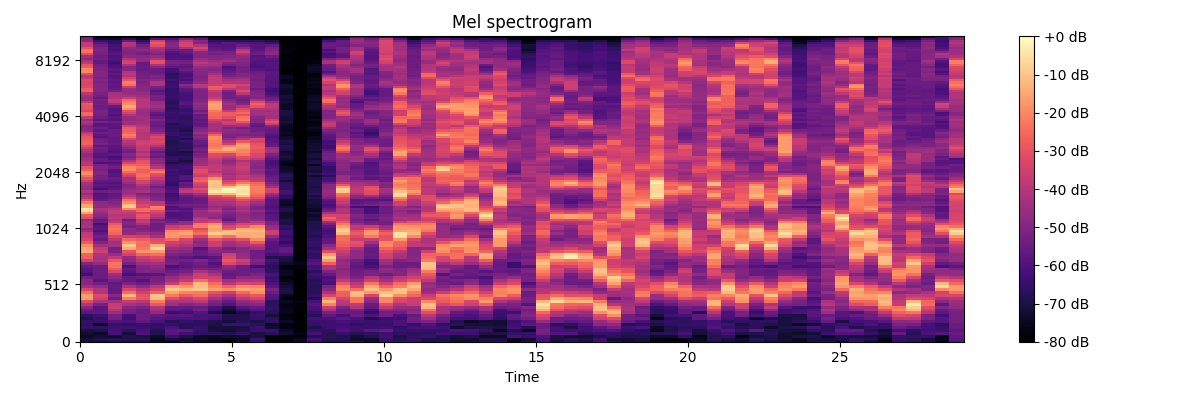 Mel spectrogram
8192
4096
2048
1024
512
0
Hz
0 5 10 15 20 25
Time
+0 dB
-10 dB
-20 dB
-30 dB
-40 dB
-50 dB
-60 dB
-70 dB
-80 dB